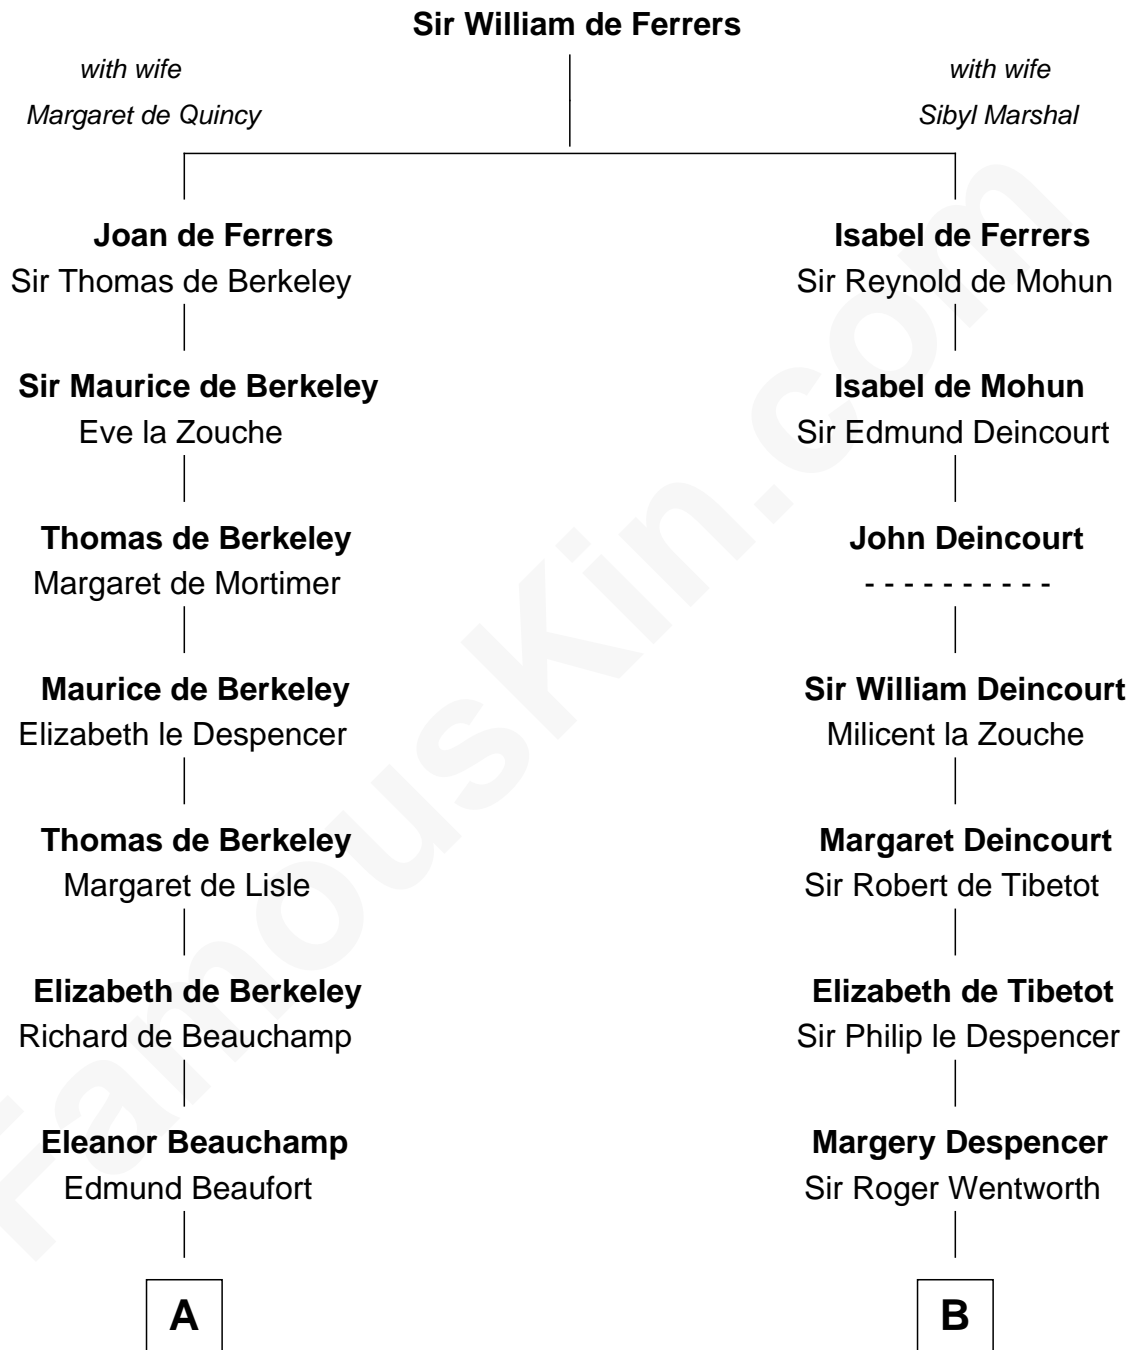 Sir William de Ferrers
with wife
Margaret de Quincy
with wife
Sibyl Marshal
Joan de Ferrers
Sir Thomas de Berkeley
Isabel de Ferrers
Sir Reynold de Mohun
Sir Maurice de Berkeley
Eve la Zouche
Isabel de Mohun
Sir Edmund Deincourt
Thomas de Berkeley
Margaret de Mortimer
John Deincourt
- - - - - - - - - -
Maurice de Berkeley
Elizabeth le Despencer
Sir William Deincourt
Milicent la Zouche
Thomas de Berkeley
Margaret de Lisle
Margaret Deincourt
Sir Robert de Tibetot
Elizabeth de Berkeley
Richard de Beauchamp
Elizabeth de Tibetot
Sir Philip le Despencer
Eleanor Beauchamp
Edmund Beaufort
Margery Despencer
Sir Roger Wentworth
A
B
FamousKin.com